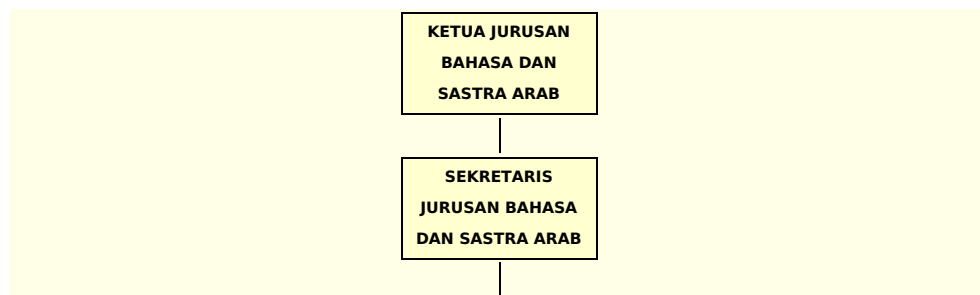 KETUA JURUSAN
BAHASA DAN
SASTRA ARAB
SEKRETARIS
JURUSAN BAHASA
DAN SASTRA ARAB